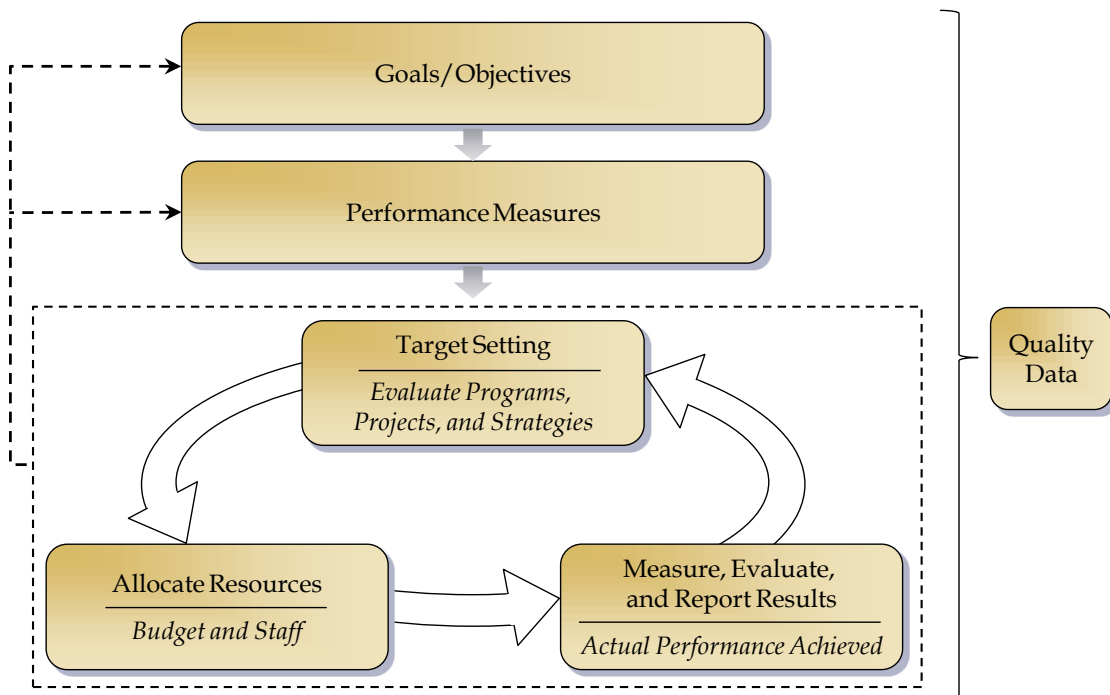 Goals/Objectives
Performance Measures
Target Setting
Evaluate Programs,
Projects, and Strategies
Allocate Resources
Budget and Staff
Measure, Evaluate,
and Report Results
Actual Performance Achieved
Quality
Data